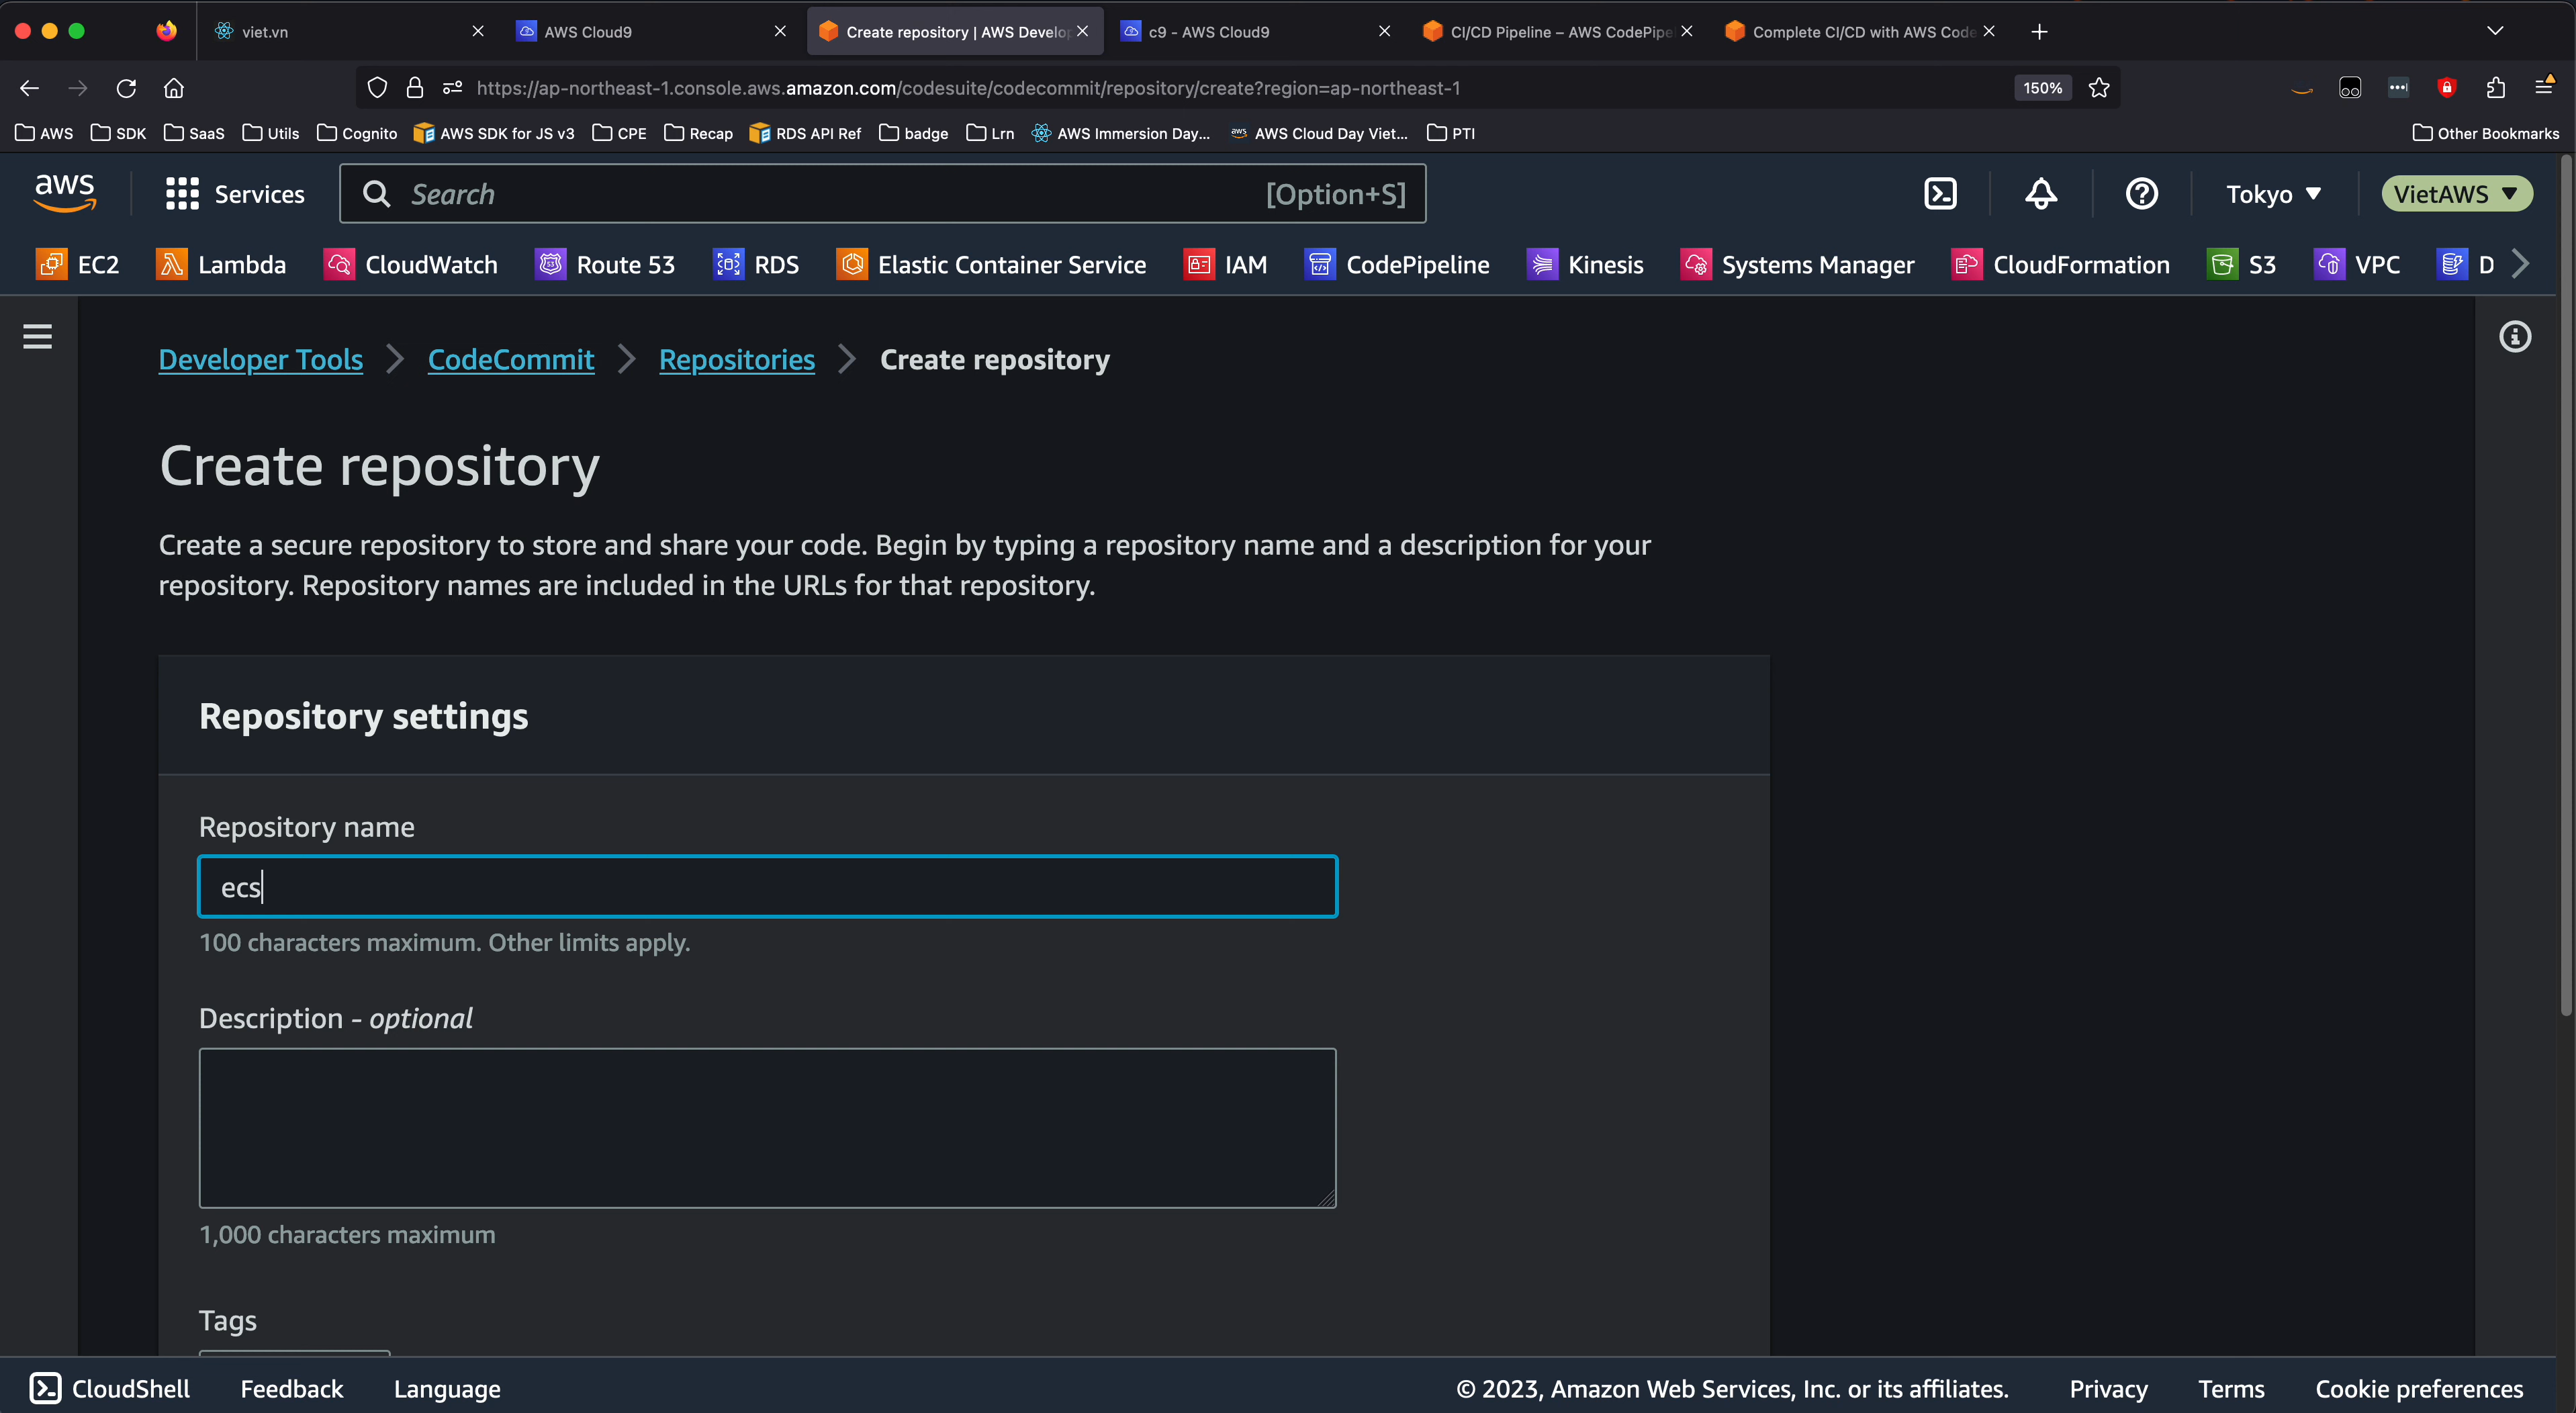 viet.vn
AWS Cloud9
Create repository | AWS Develop
c9 - AWS Cloud9
CI/CD Pipeline – AWS CodePipe
Complete CI/CD with AWS Code
https://ap-northeast-1.console.aws.amazon.com/codesuite/codecommit/repository/create?region=ap-northeast-1
150%
AWS SDK SaaS Utils Cognito AWS SDK for JS v3 CPE Recap RDS API Ref badge Lrn AWS Immersion Day... AWS Cloud Day Viet... PTI Other Bookmarks
aws Services Search [Option+S] Tokyo VietAWS
EC2 Lambda CloudWatch Route 53 RDS Elastic Container Service IAM CodePipeline Kinesis Systems Manager CloudFormation S3 VPC D
Developer Tools CodeCommit Repositories Create repository
Create repository
Create a secure repository to store and share your code. Begin by typing a repository name and a description for your
repository. Repository names are included in the URLs for that repository.
Repository settings
Repository name
ecs
100 characters maximum. Other limits apply.
Description - optional
1,000 characters maximum
Tags
CloudShell Feedback Language © 2023, Amazon Web Services, Inc. or its affiliates. Privacy Terms Cookie preferences